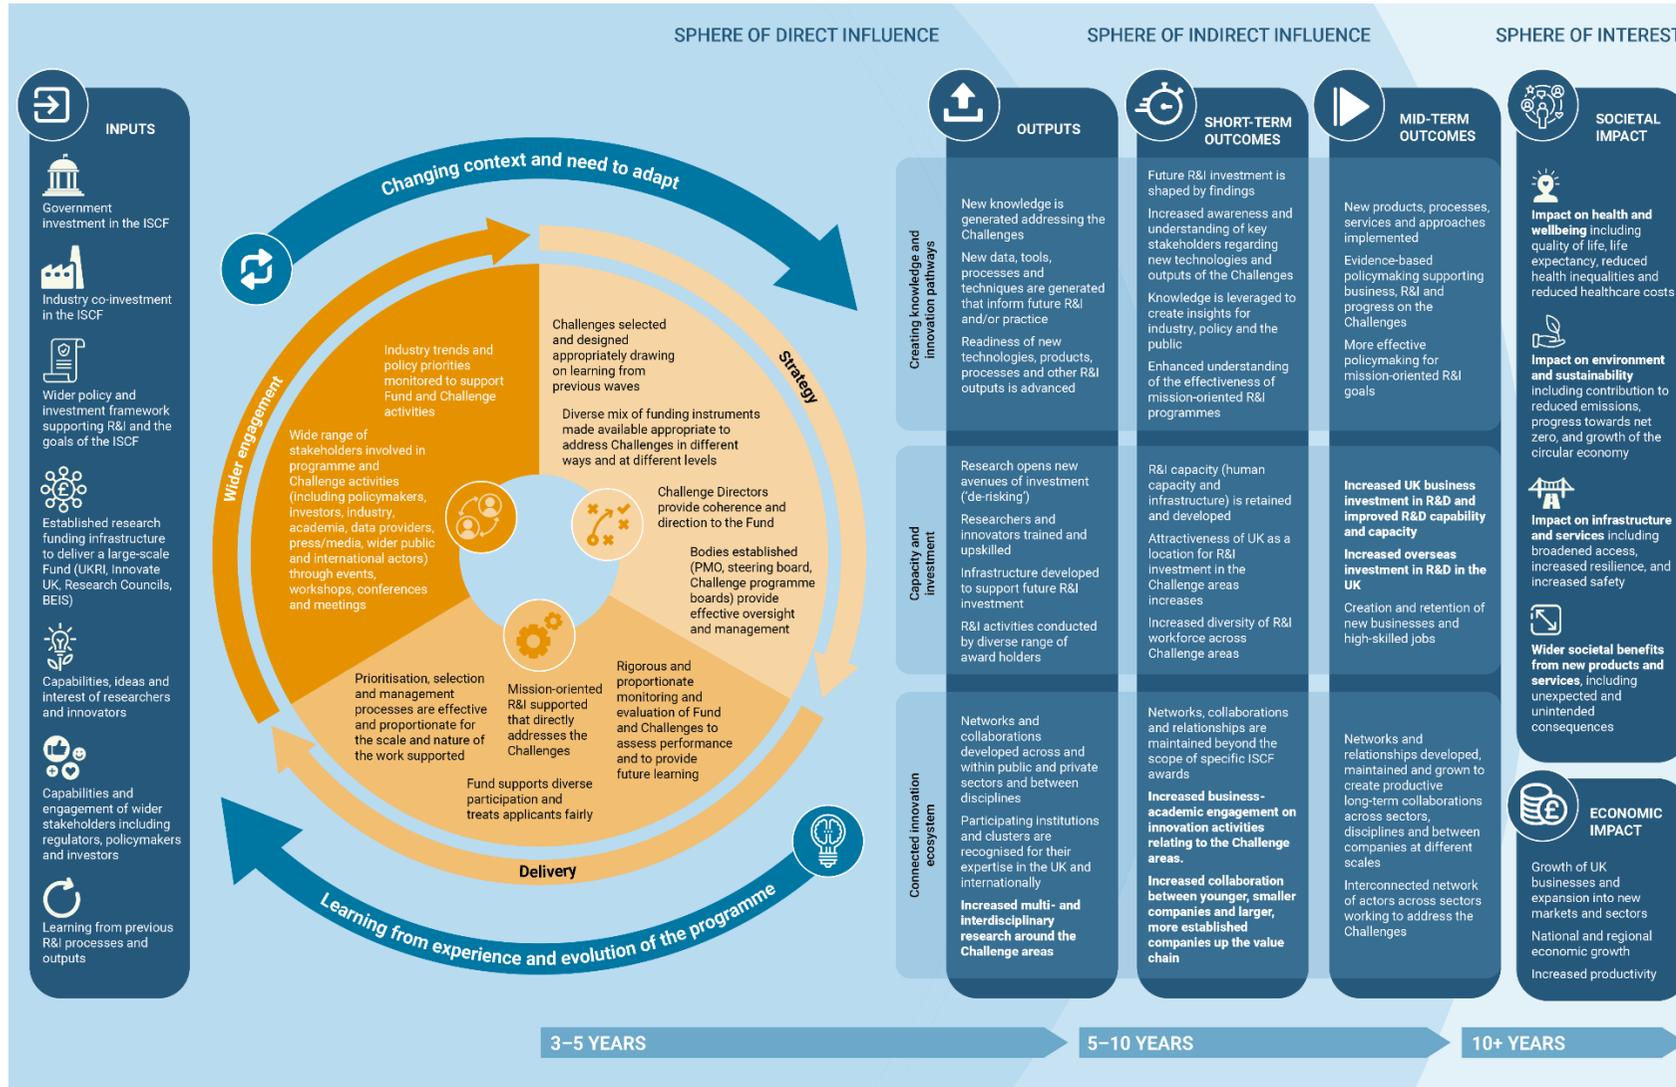 SPHERE OF DIRECT INFLUENCE
SPHERE OF INDIRECT INFLUENCE
SPHERE OF INTEREST
INPUTS
Government
investment in the ISCF
Industry co-investment
in the ISCF
Wider policy and
investment framework
supporting R&I and the
goals of the ISCF
Established research
funding infrastructure
to deliver a large-scale
Fund (UKRI, Innovate
UK, Research Councils,
BEIS)
Capabilities, ideas and
interest of researchers
and innovators
Capabilities and
engagement of wider
stakeholders including
regulators, policymakers
and investors
Learning from previous
R&I processes and
outputs
Changing context and need to adapt
Wider engagement
Industry trends and
policy priorities
monitored to support
Fund and Challenge
activities
Wide range of
stakeholders involved in
programme and
Challenge activities
(including policymakers,
investors, industry,
academia, data providers,
press/media, wider public
and international actors)
through events,
workshops, conferences
and meetings
Strategy
Challenges selected
and designed
appropriately drawing
on learning from
previous waves
Diverse mix of funding instruments
made available appropriate to
address Challenges in different
ways and at different levels
Challenge Directors
provide coherence and
direction to the Fund
Bodies established
(PMO, steering board,
Challenge programme
boards) provide
effective oversight
and management
Prioritisation, selection
and management
processes are effective
and proportionate for
the scale and nature of
the work supported
Mission-oriented
R&I supported
that directly
addresses the
Challenges
Rigorous and
proportionate
monitoring and
evaluation of Fund
and Challenges to
assess performance
and to provide
future learning
Fund supports diverse
participation and
treats applicants fairly
Delivery
Learning from experience and evolution of the programme
Creating knowledge and
innovation pathways
Capacity and
investment
Connected innovation
ecosystem
OUTPUTS
New knowledge is
generated addressing the
Challenges
New data, tools,
processes and
techniques are generated
that inform future R&I
and/or practice
Readiness of new
technologies, products,
processes and other R&I
outputs is advanced
Research opens new
avenues of investment
('de-risking')
Researchers and
innovators trained and
upskilled
Infrastructure developed
to support future R&I
investment
R&I activities conducted
by diverse range of
award holders
Networks and
collaborations
developed across and
within public and private
sectors and between
disciplines
Participating institutions
and clusters are
recognised for their
expertise in the UK and
internationally
Increased multi- and
interdisciplinary
research around the
Challenge areas
SHORT-TERM
OUTCOMES
Future R&I investment is
shaped by findings
Increased awareness and
understanding of key
stakeholders regarding
new technologies and
outputs of the Challenges
Knowledge is leveraged to
create insights for
industry, policy and the
public
Enhanced understanding
of the effectiveness of
mission-oriented R&I
programmes
R&I capacity (human
capacity and
infrastructure) is retained
and developed
Attractiveness of UK as a
location for R&I
investment in the
Challenge areas
increases
Increased diversity of R&I
workforce across
Challenge areas
Networks, collaborations
and relationships are
maintained beyond the
scope of specific ISCF
awards
Increased business-
academic engagement on
innovation activities
relating to the Challenge
areas.
Increased collaboration
between younger, smaller
companies and larger,
more established
companies up the value
chain
MID-TERM
OUTCOMES
New products, processes,
services and approaches
implemented
Evidence-based
policymaking supporting
business, R&I and
progress on the
Challenges
More effective
policymaking for
mission-oriented R&I
goals
Increased UK business
investment in R&D and
improved R&D capability
and capacity
Increased overseas
investment in R&D in the
UK
Creation and retention of
new businesses and
high-skilled jobs
Networks and
relationships developed,
maintained and grown to
create productive
long-term collaborations
across sectors,
disciplines and between
companies at different
scales
Interconnected network
of actors across sectors
working to address the
Challenges
SOCIETAL
IMPACT
Impact on health and
wellbeing including
quality of life, life
expectancy, reduced
health inequalities and
reduced healthcare costs
Impact on environment
and sustainability
including contribution to
reduced emissions,
progress towards net
zero, and growth of the
circular economy
Impact on infrastructure
and services including
broadened access,
increased resilience, and
increased safety
Wider societal benefits
from new products and
services, including
unexpected and
unintended
consequences
ECONOMIC
IMPACT
Growth of UK
businesses and
expansion into new
markets and sectors
National and regional
economic growth
Increased productivity
3–5 YEARS
5–10 YEARS
10+ YEARS